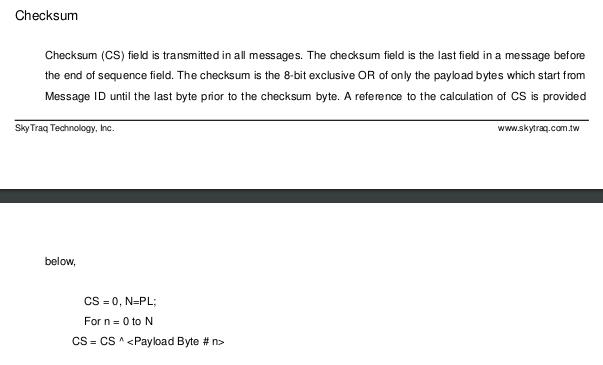 Checksum
Checksum (CS) field is transmitted in all messages. The checksum field is the last field in a message before
the end of sequence field. The checksum is the 8-bit exclusive OR of only the payload bytes which start from
Message ID until the last byte prior to the checksum byte. A reference to the calculation of CS is provided
SkyTraq Technology, Inc. www.skytraq.com.tw
below,
CS = 0, N=PL;
For n = 0 to N
CS = CS ^ <Payload Byte # n>